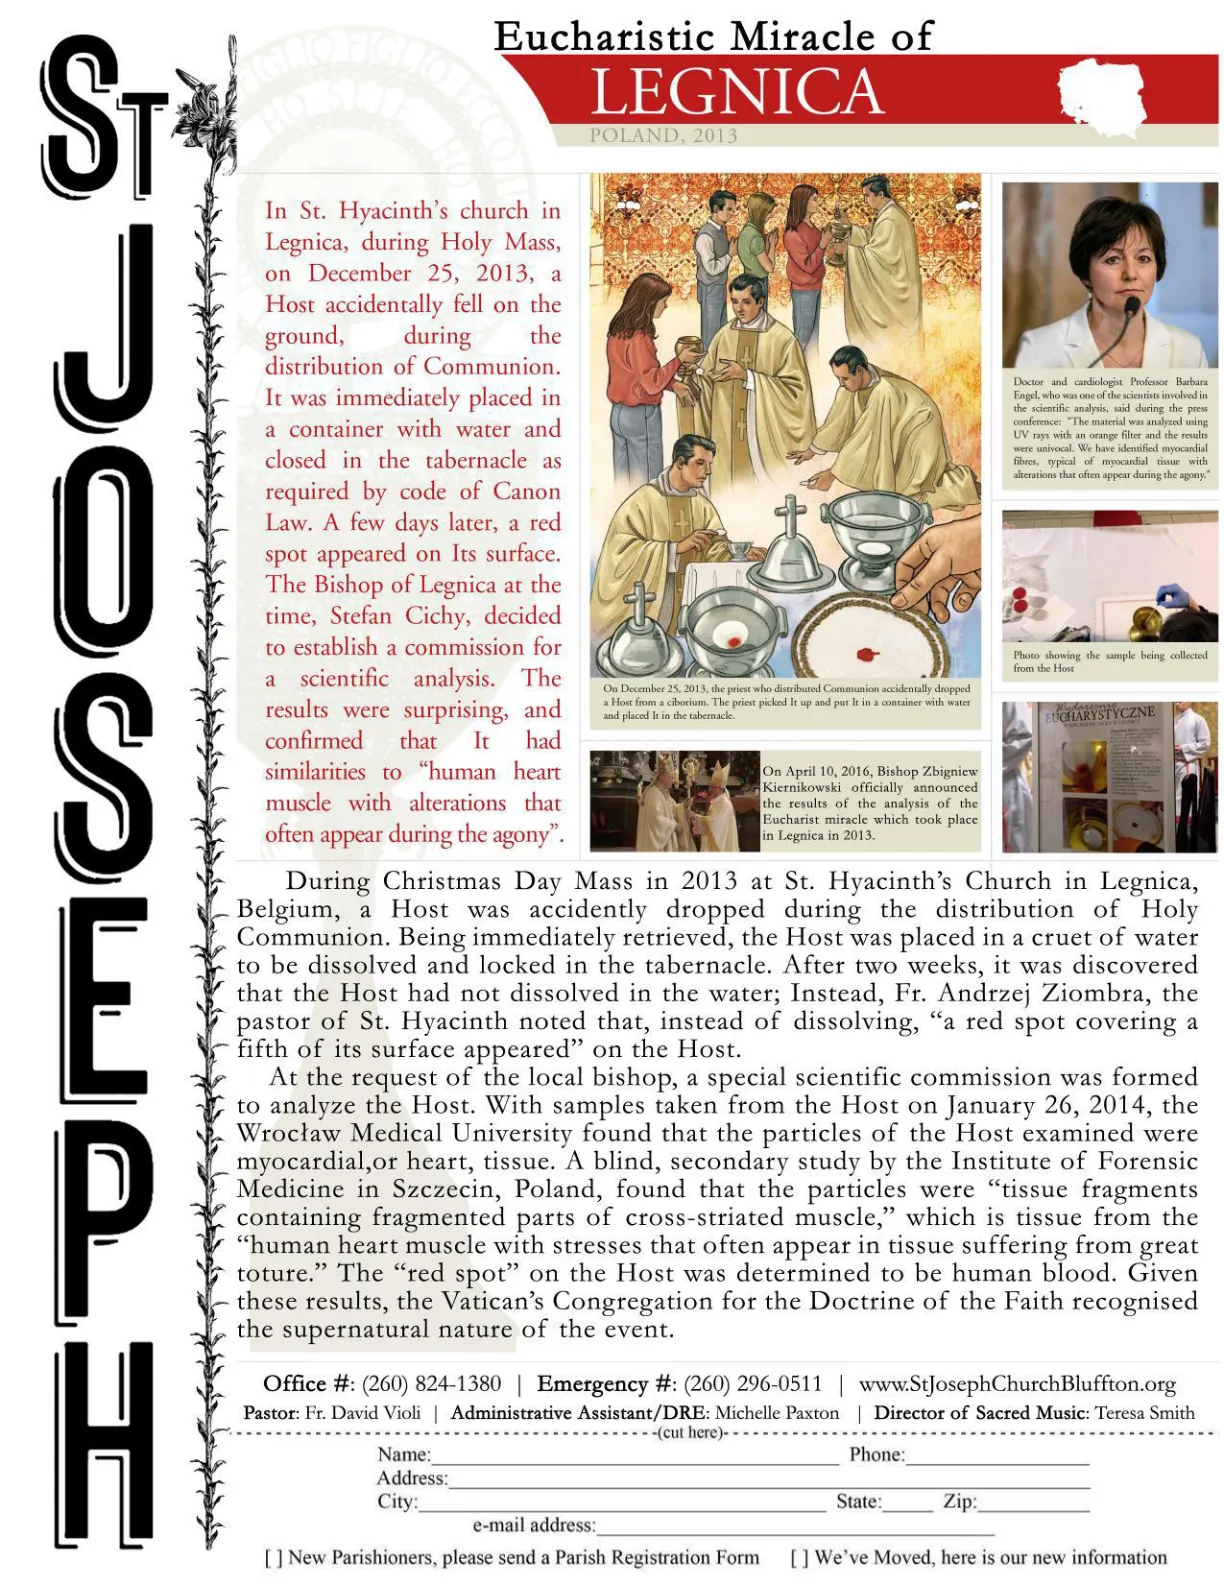 ST JOSEPH
Eucharistic Miracle of
LEGNICA
POLAND, 2013
In St. Hyacinth's church in
Legnica, during Holy Mass,
on December 25, 2013, a
Host accidentally fell on the
ground, during the
distribution of Communion.
It was immediately placed in
a container with water and
closed in the tabernacle as
required by code of Canon
Law. A few days later, a red
spot appeared on Its surface.
The Bishop of Legnica at the
time, Stefan Cichy, decided
to establish a commission for
a scientific analysis. The
results were surprising, and
confirmed that It had
similarities to “human heart
muscle with alterations that
often appear during the agony”.
On December 25, 2013, the priest who distributed Communion accidentally dropped
a Host from a ciborium. The priest picked It up and put It in a container with water
and placed It in the tabernacle.
On April 10, 2016, Bishop Zbigniew
Kiernikowski officially announced
the results of the analysis of the
Eucharist miracle which took place
in Legnica in 2013.
Doctor and cardiologist Professor Barbara
Engel, who was one of the scientists involved in
the scientific analysis, said during the press
conference: "The material was analyzed using
UV rays with an orange filter and the results
were univocal. We have identified myocardial
fibres, typical of myocardial tissue with
alterations that often appear during the agony."
Photo showing the sample being collected
from the Host
Wydarzenie
EUCHARYSTYCZNE
During Christmas Day Mass in 2013 at St. Hyacinth's Church in Legnica,
Belgium, a Host was accidently dropped during the distribution of Holy
Communion. Being immediately retrieved, the Host was placed in a cruet of water
to be dissolved and locked in the tabernacle. After two weeks, it was discovered
that the Host had not dissolved in the water; Instead, Fr. Andrzej Ziombra, the
pastor of St. Hyacinth noted that, instead of dissolving, “a red spot covering a
fifth of its surface appeared” on the Host.
At the request of the local bishop, a special scientific commission was formed
to analyze the Host. With samples taken from the Host on January 26, 2014, the
Wrocław Medical University found that the particles of the Host examined were
myocardial,or heart, tissue. A blind, secondary study by the Institute of Forensic
Medicine in Szczecin, Poland, found that the particles were “tissue fragments
containing fragmented parts of cross-striated muscle,” which is tissue from the
“human heart muscle with stresses that often appear in tissue suffering from great
toture.” The “red spot” on the Host was determined to be human blood. Given
these results, the Vatican's Congregation for the Doctrine of the Faith recognised
the supernatural nature of the event.
Office #: (260) 824-1380 | Emergency #: (260) 296-0511 | www.StJosephChurchBluffton.org
Pastor: Fr. David Violi | Administrative Assistant/DRE: Michelle Paxton | Director of Sacred Music: Teresa Smith
(cut here)
Name: Phone:
Address:
City: State: Zip:
e-mail address:
[ ] New Parishioners, please send a Parish Registration Form [ ] We've Moved, here is our new information